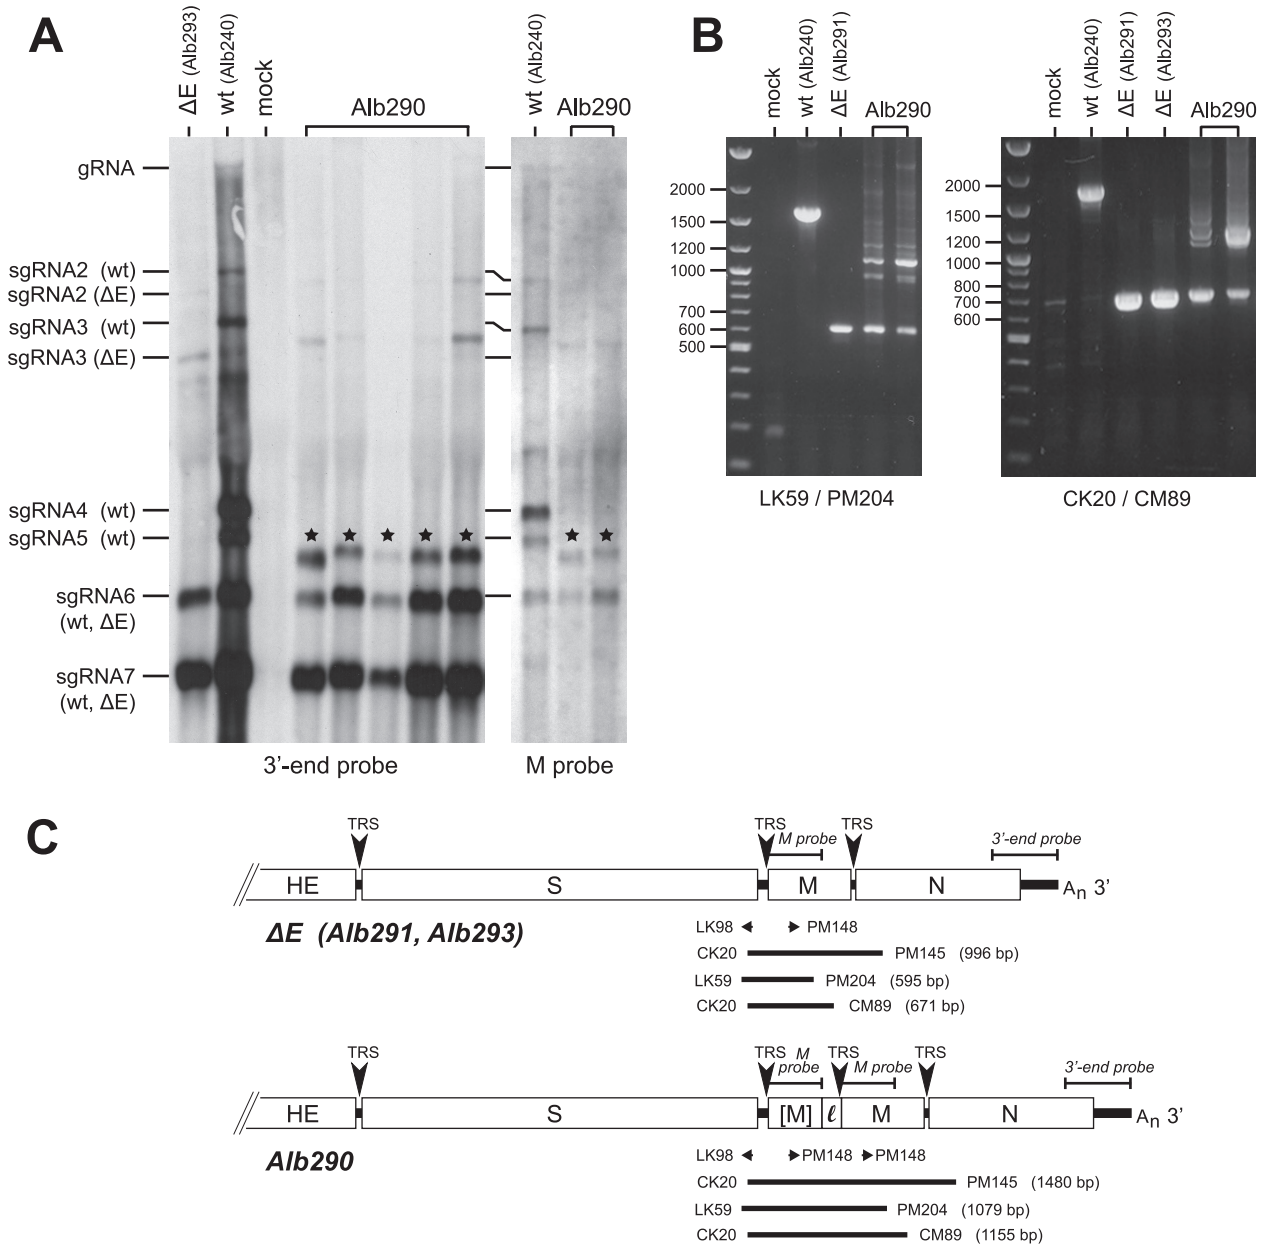 A
ΔE (Alb293)
wt (Alb240)
mock
Alb290
wt (Alb240)
Alb290
gRNA
sgRNA2 (wt)
sgRNA2 (ΔE)
sgRNA3 (wt)
sgRNA3 (ΔE)
sgRNA4 (wt)
sgRNA5 (wt)
★ ★ ★ ★ ★ ★ ★
sgRNA6
(wt, ΔE)
sgRNA7
(wt, ΔE)
3’-end probe
M probe
B
mock
wt (Alb240)
ΔE (Alb291)
Alb290
2000
1500
1200
1000
700
600
500
LK59 / PM204
mock
wt (Alb240)
ΔE (Alb291)
ΔE (Alb293)
Alb290
2000
1500
1200
1000
800
700
600
CK20 / CM89
C
TRS TRS TRS
M probe 3’-end probe
HE S M N An 3’
ΔE (Alb291, Alb293)
LK98 PM148
CK20 PM145 (996 bp)
LK59 PM204 (595 bp)
CK20 CM89 (671 bp)
TRS TRS M TRS TRS
probe M probe 3’-end probe
HE S [M] ℓ M N An 3’
Alb290
LK98 PM148 PM148
CK20 PM145 (1480 bp)
LK59 PM204 (1079 bp)
CK20 CM89 (1155 bp)